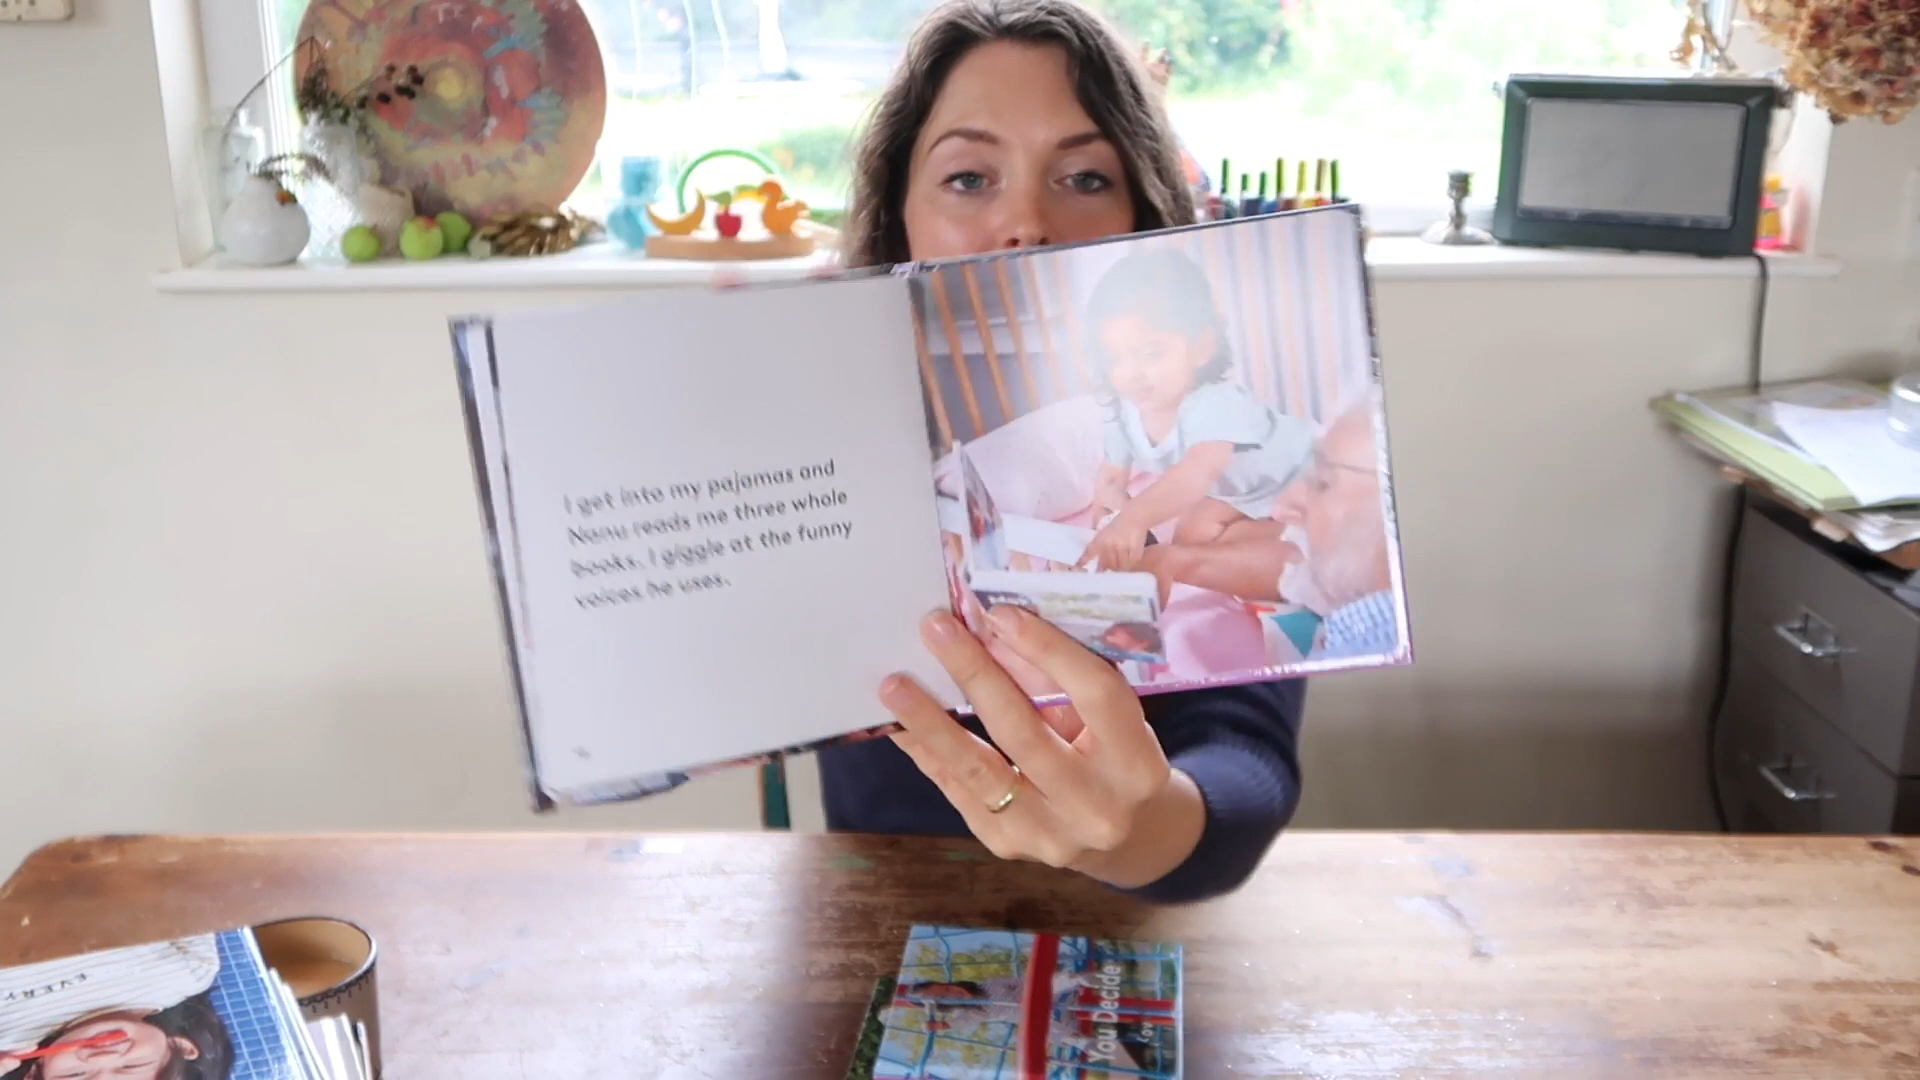 I get into my pajamas and
Nanu reads me three whole
books. I giggle at the funny
voices he uses.
EVERY
You Decide